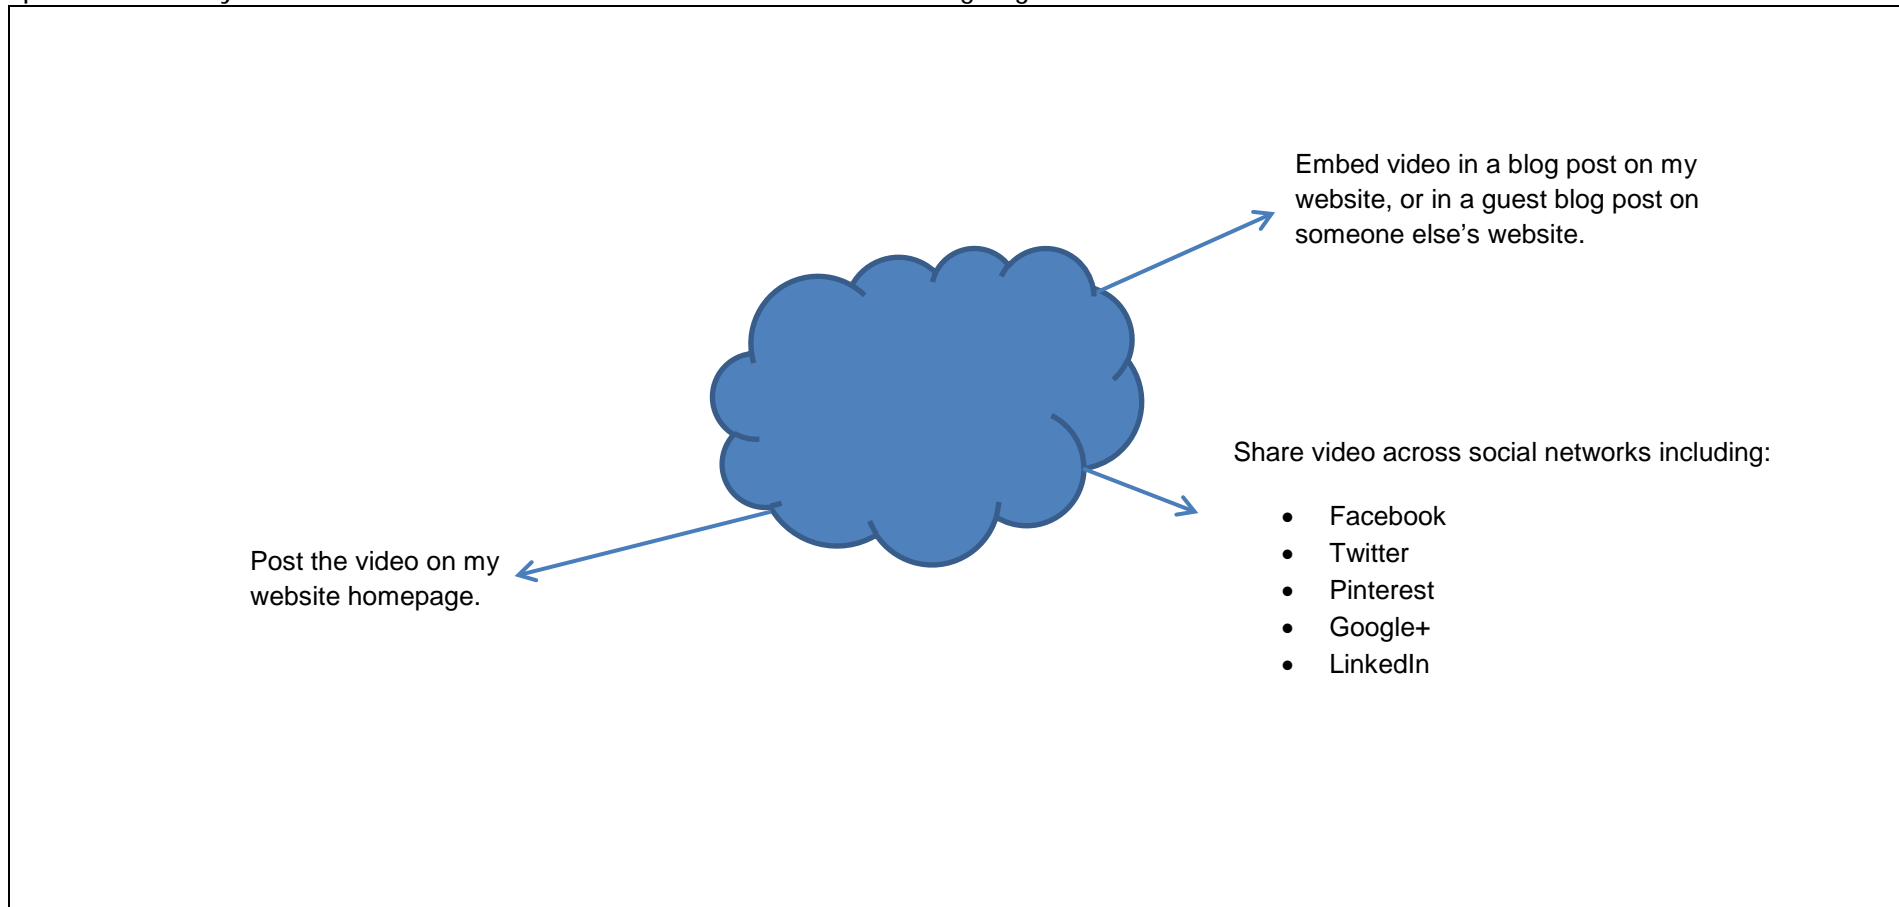 Embed video in a blog post on my
website, or in a guest blog post on
someone else’s website.
Share video across social networks including:
• Facebook
• Twitter
• Pinterest
• Google+
• LinkedIn
Post the video on my
website homepage.